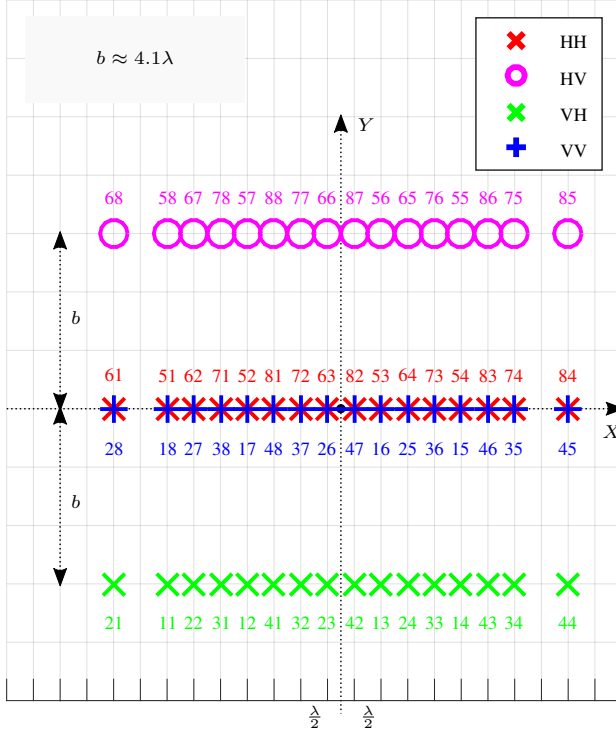 b ≈ 4.1λ
HH
HV
VH
VV
Y
68 58 67 78 57 88 77 66 87 56 65 76 55 86 75 85
b
61 51 62 71 52 81 72 63 82 53 64 73 54 83 74 84
X
28 18 27 38 17 48 37 26 47 16 25 36 15 46 35 45
b
21 11 22 31 12 41 32 23 42 13 24 33 14 43 34 44
λ/2 λ/2